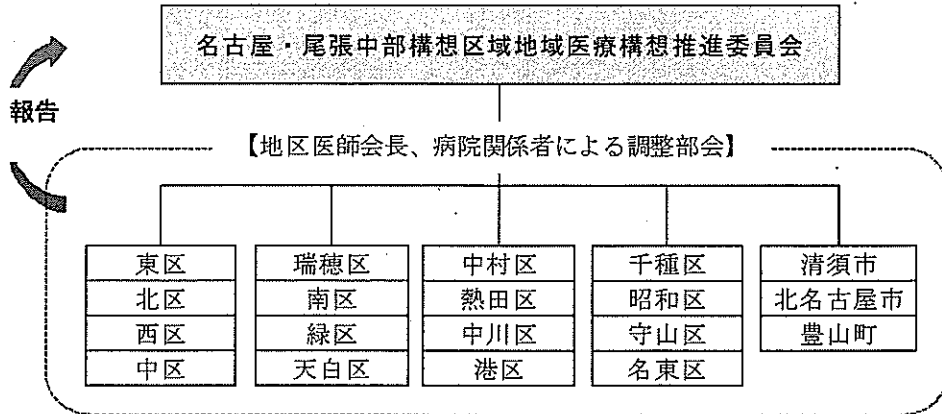 名古屋・尾張中部構想区域地域医療構想推進委員会
報告
【地区医師会長、病院関係者による調整部会】
東区
北区
西区
中区
瑞穂区
南区
緑区
天白区
中村区
熱田区
中川区
港区
千種区
昭和区
守山区
名東区
清須市
北名古屋市
豊山町